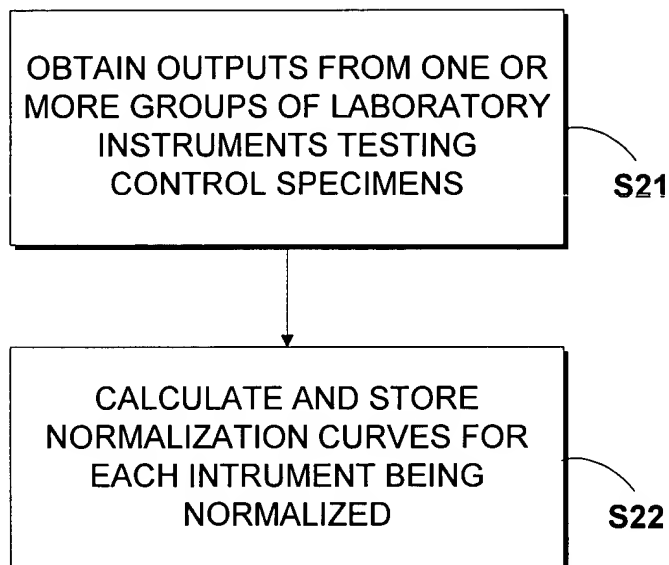 OBTAIN OUTPUTS FROM ONE OR
MORE GROUPS OF LABORATORY
INSTRUMENTS TESTING
CONTROL SPECIMENS
S21
CALCULATE AND STORE
NORMALIZATION CURVES FOR
EACH INTRUMENT BEING
NORMALIZED
S22